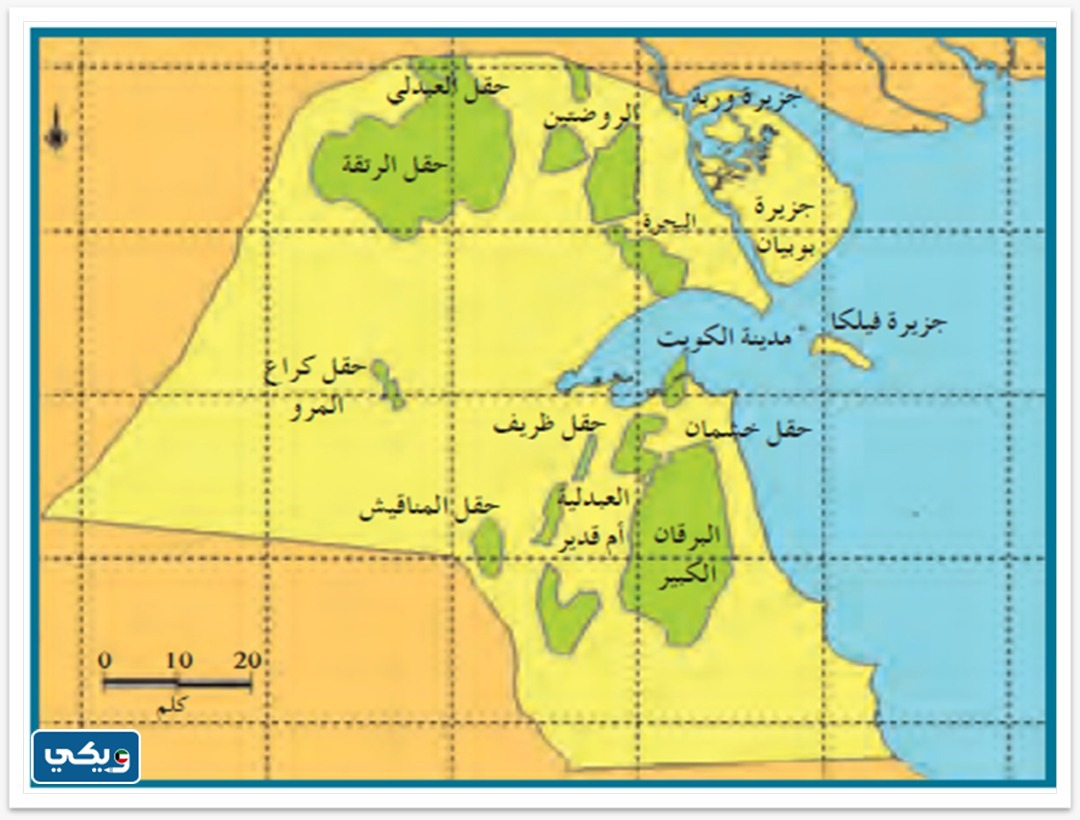 حقل العبدلي
جزيرة وربة
الروضتين
حقل الرتقة
جزيرة
بوبيان
البحرة
جزيرة فيلكا
مدينة الكويت
حقل كراع
المرو
حقل ظريف
حقل خشمان
حقل المناقيش
العبدلية
أم قدير
البرقان
الكبير
0 10 20
كلم
ويكي